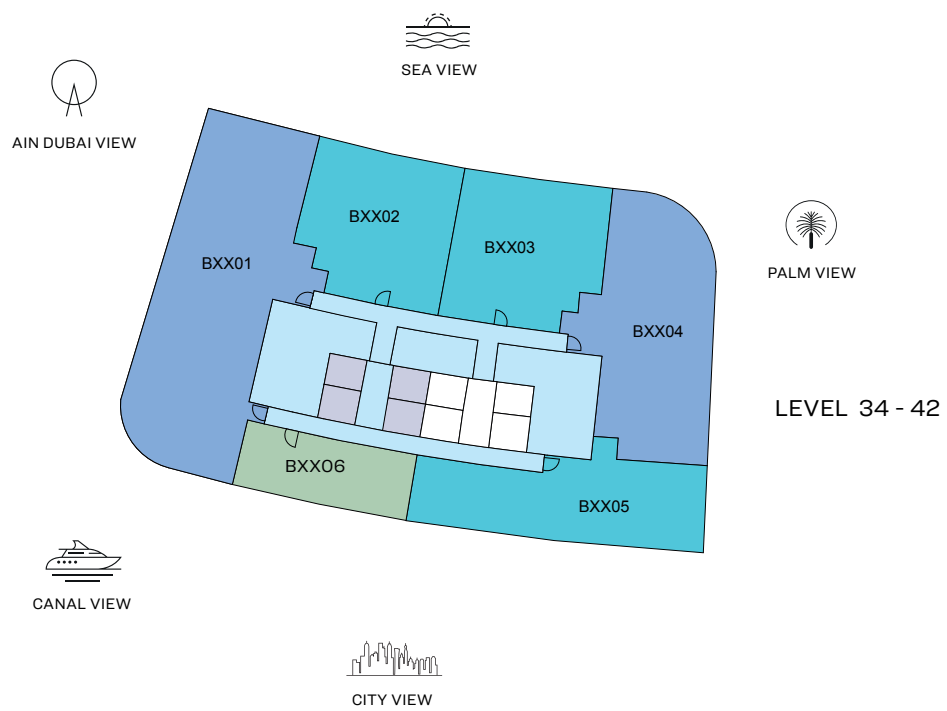 SEA VIEW
AIN DUBAI VIEW
BXX02
BXX03
BXX01
PALM VIEW
BXX04
LEVEL 34 - 42
BXX06
BXX05
CANAL VIEW
CITY VIEW